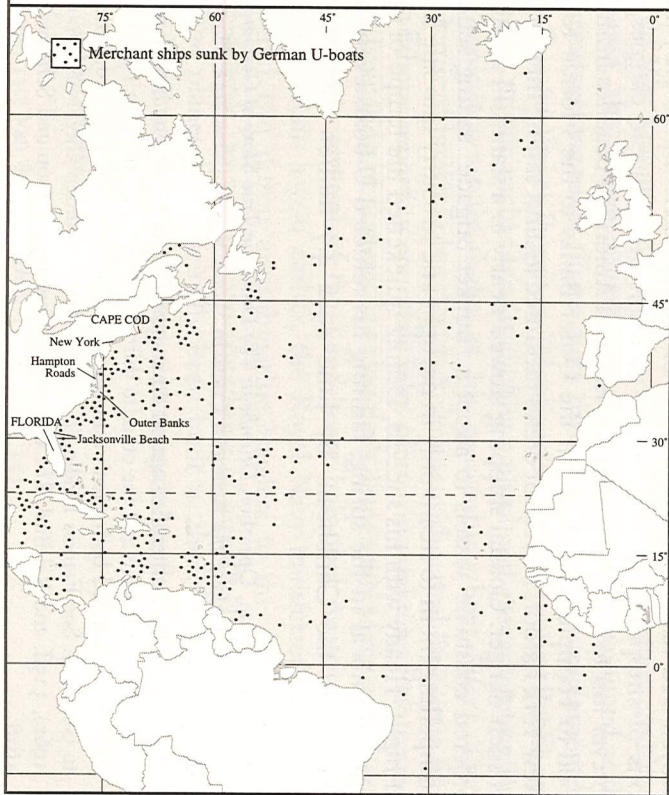 75° 60° 45° 30° 15° 0°
Merchant ships sunk by German U-boats
60°
45°
CAPE COD
New York
Hampton
Roads
Outer Banks
FLORIDA
Jacksonville Beach
30°
15°
0°